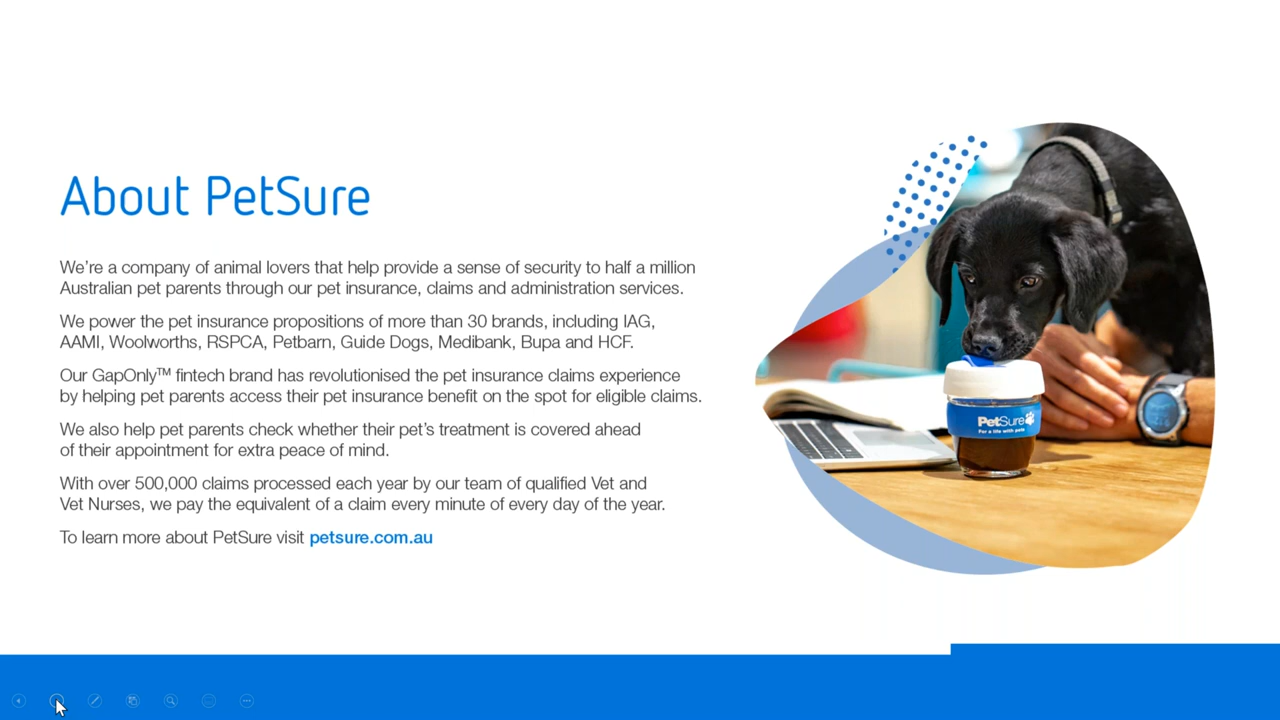 About PetSure
We're a company of animal lovers that help provide a sense of security to half a million
Australian pet parents through our pet insurance, claims and administration services.
We power the pet insurance propositions of more than 30 brands, including IAG,
AAMI, Woolworths, RSPCA, Petbarn, Guide Dogs, Medibank, Bupa and HCF.
Our GapOnly™ fintech brand has revolutionised the pet insurance claims experience
by helping pet parents access their pet insurance benefit on the spot for eligible claims.
We also help pet parents check whether their pet's treatment is covered ahead
of their appointment for extra peace of mind.
With over 500,000 claims processed each year by our team of qualified Vet and
Vet Nurses, we pay the equivalent of a claim every minute of every day of the year.
To learn more about PetSure visit petsure.com.au
PetSure
For a life with pets